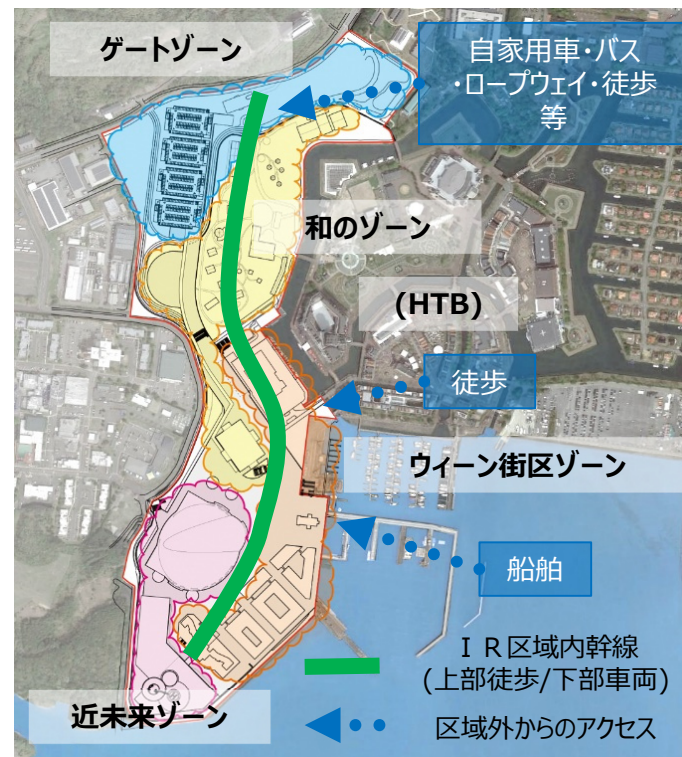 ゲートゾーン
自家用車・バス
・ロープウェイ・徒歩
等
和のゾーン
(HTB)
徒歩
ウィーン街区ゾーン
船舶
ＩＲ区域内幹線
(上部徒歩/下部車両)
近未来ゾーン
区域外からのアクセス